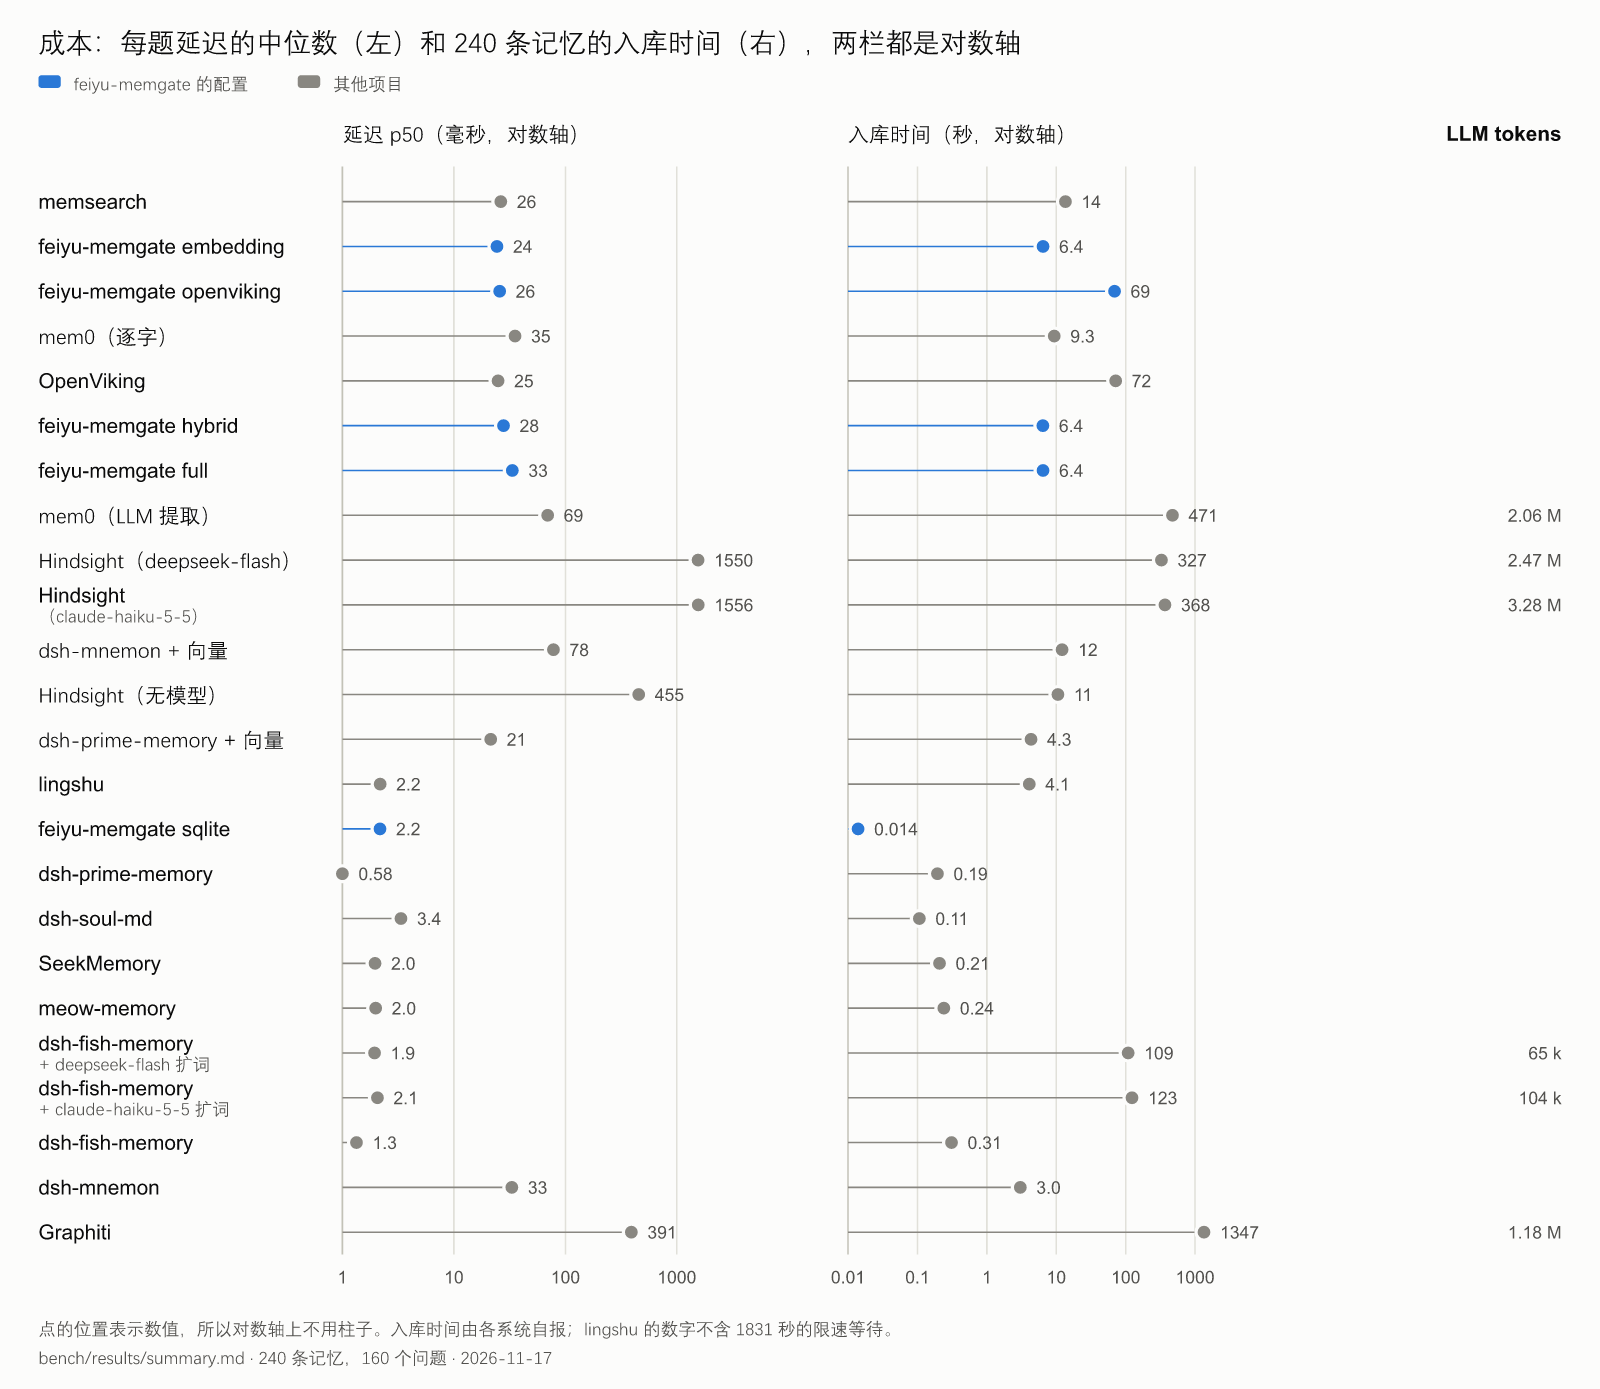 成本：每题延迟的中位数（左）和 240 条记忆的入库时间（右），两栏都是对数轴
feiyu-memgate 的配置 其他项目
延迟 p50（毫秒，对数轴） 入库时间（秒，对数轴） LLM tokens
memsearch 26 14
feiyu-memgate embedding 24 6.4
feiyu-memgate openviking 26 69
mem0（逐字） 35 9.3
OpenViking 25 72
feiyu-memgate hybrid 28 6.4
feiyu-memgate full 33 6.4
mem0（LLM 提取） 69 471 2.06 M
Hindsight（deepseek-flash） 1550 327 2.47 M
Hindsight
（claude-haiku-5-5） 1556 368 3.28 M
dsh-mnemon + 向量 78 12
Hindsight（无模型） 455 11
dsh-prime-memory + 向量 21 4.3
lingshu 2.2 4.1
feiyu-memgate sqlite 2.2 0.014
dsh-prime-memory 0.58 0.19
dsh-soul-md 3.4 0.11
SeekMemory 2.0 0.21
meow-memory 2.0 0.24
dsh-fish-memory
+ deepseek-flash 扩词 1.9 109 65 k
dsh-fish-memory
+ claude-haiku-5-5 扩词 2.1 123 104 k
dsh-fish-memory 1.3 0.31
dsh-mnemon 33 3.0
Graphiti 391 1347 1.18 M
1 10 100 1000 0.01 0.1 1 10 100 1000
点的位置表示数值，所以对数轴上不用柱子。入库时间由各系统自报；lingshu 的数字不含 1831 秒的限速等待。
bench/results/summary.md · 240 条记忆，160 个问题 · 2026-11-17